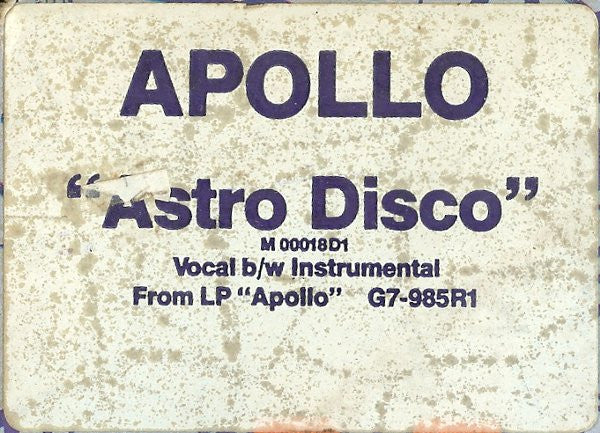 APOLLO
“Astro Disco”
M 00018D1
Vocal b/w Instrumental
From LP “Apollo” G7-985R1